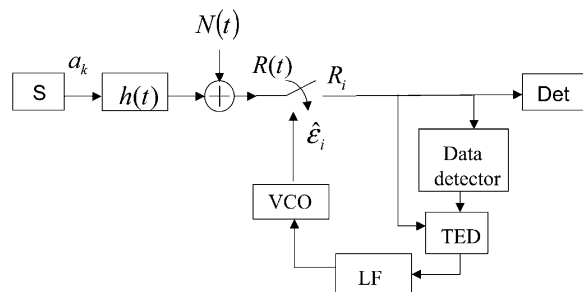 N(t)
a_k
R(t)
R_i
S
h(t)
Det
ε̂_i
Data
detector
VCO
TED
LF